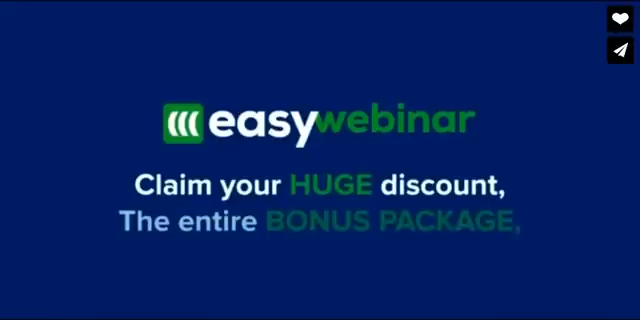 easywebinar
Claim your HUGE discount,
The entire BONUS PACKAGE,